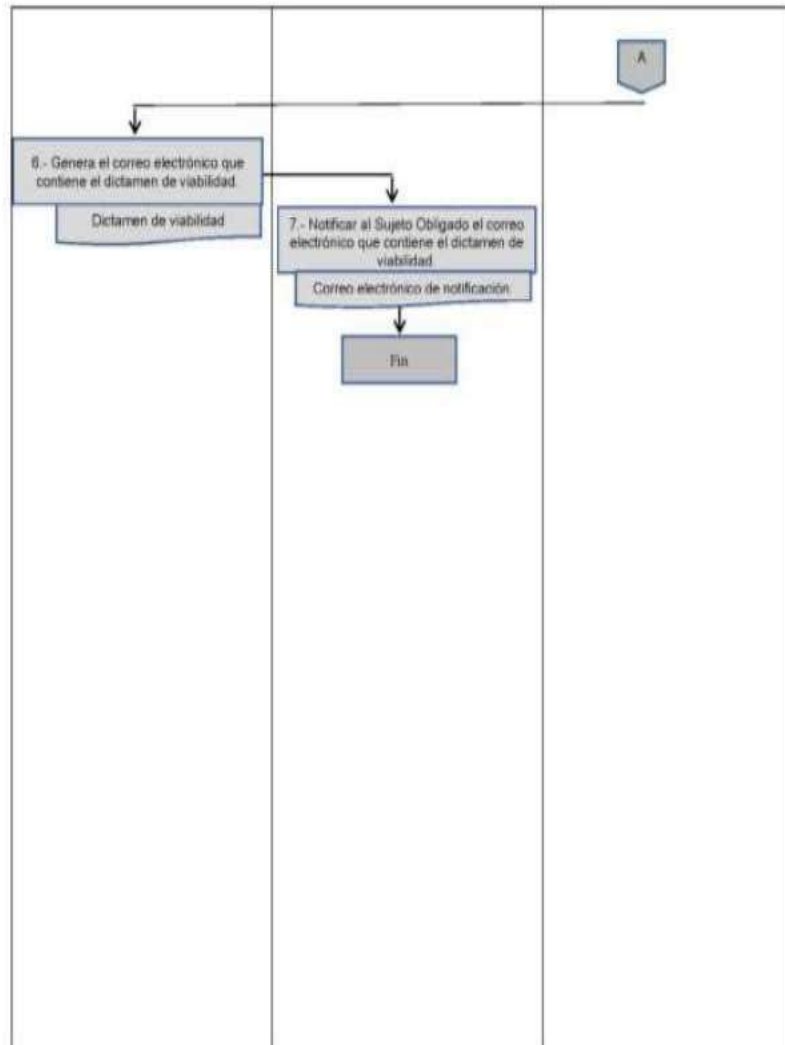 A
6.- Genera el correo electrónico que
contiene el dictamen de viabilidad.
Dictamen de viabilidad
7.- Notificar al Sujeto Obligado el correo
electrónico que contiene el dictamen de
viabilidad
Correo electrónico de notificación
Fin